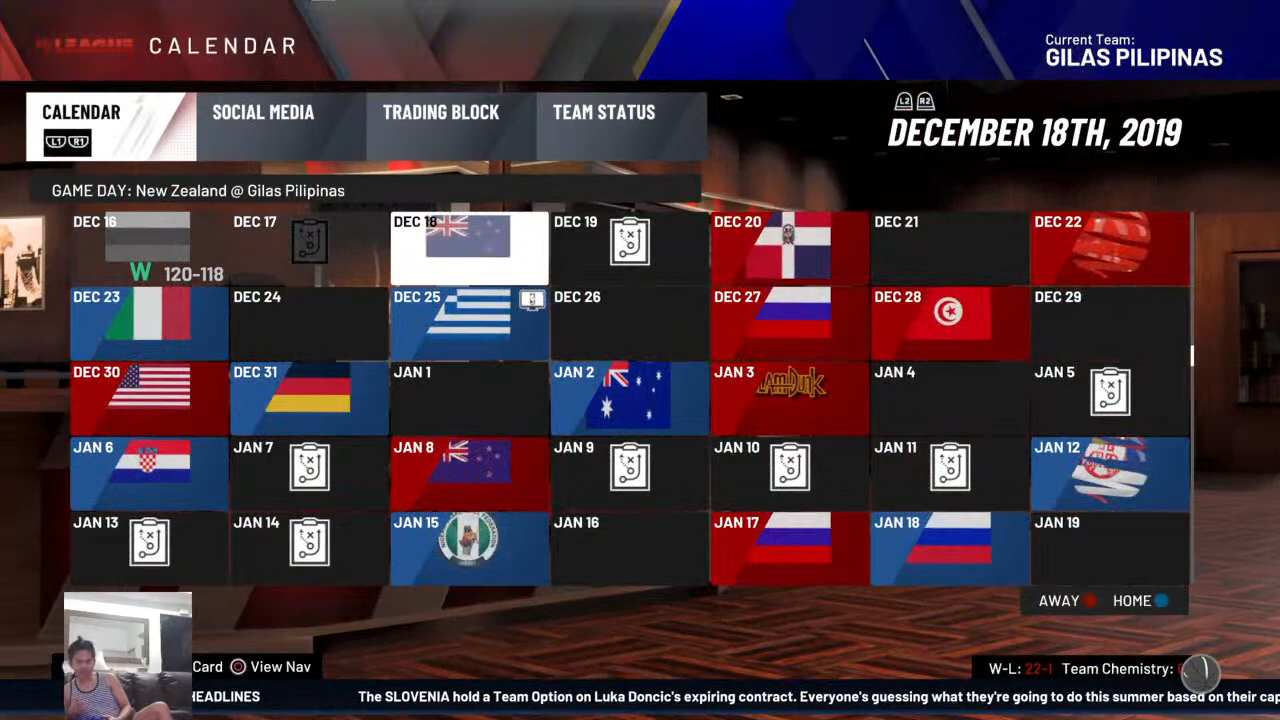 LEAGUE CALENDAR
Current Team:
GILAS PILIPINAS
CALENDAR
L1 R1
SOCIAL MEDIA
TRADING BLOCK
TEAM STATUS
L2 R2
DECEMBER 18TH, 2019
GAME DAY: New Zealand @ Gilas Pilipinas
DEC 16 DEC 17 DEC 18 DEC 19 DEC 20 DEC 21 DEC 22
W 120-118
DEC 23 DEC 24 DEC 25 DEC 26 DEC 27 DEC 28 DEC 29
DEC 30 DEC 31 JAN 1 JAN 2 JAN 3 JAN 4 JAN 5
JAN 6 JAN 7 JAN 8 JAN 9 JAN 10 JAN 11 JAN 12
JAN 13 JAN 14 JAN 15 JAN 16 JAN 17 JAN 18 JAN 19
AWAY HOME
Card View Nav
W-L: 22-1 Team Chemistry:
HEADLINES The SLOVENIA hold a Team Option on Luka Doncic's expiring contract. Everyone's guessing what they're going to do this summer based on their cap